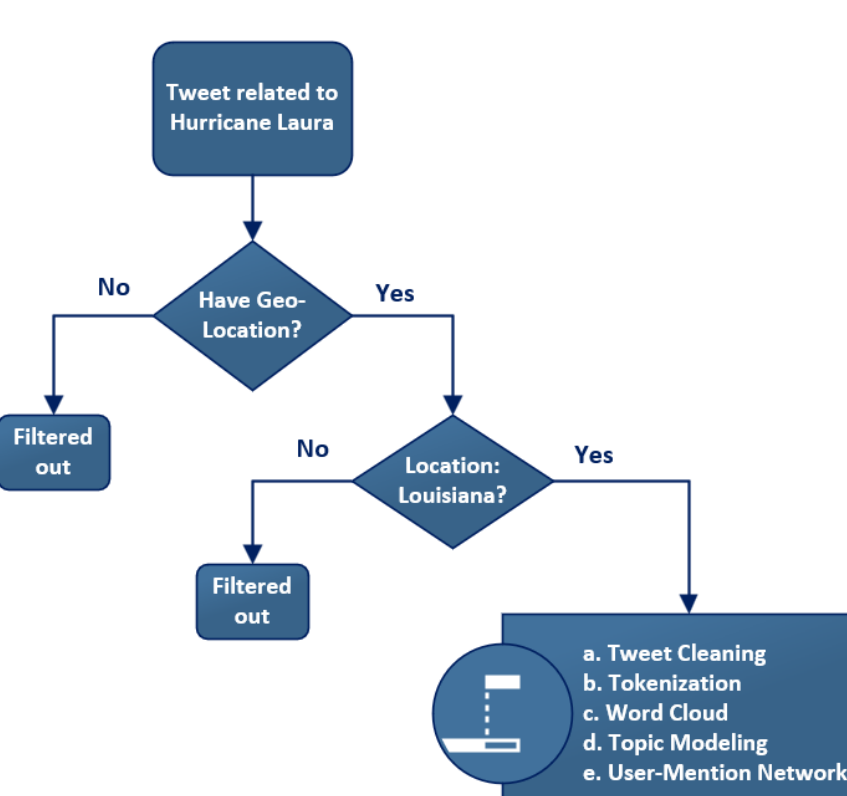 Tweet related to
Hurricane Laura
No
Have Geo-
Location?
Yes
Filtered
out
No
Location:
Louisiana?
Yes
Filtered
out
a. Tweet Cleaning
b. Tokenization
c. Word Cloud
d. Topic Modeling
e. User-Mention Network